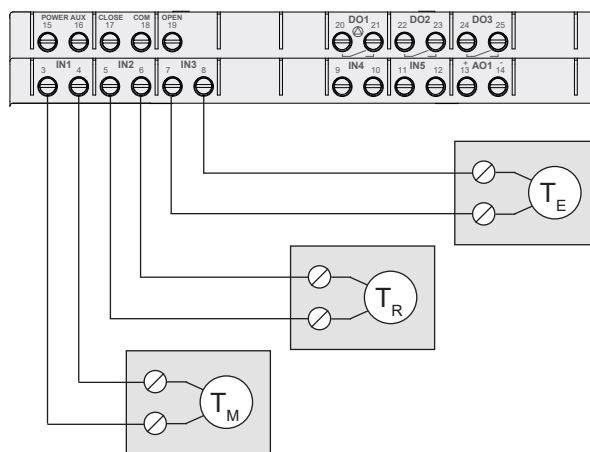 POWER AUX CLOSE COM OPEN DO1 DO2 DO3
15 16 17 18 19 20 21 22 23 24 25
IN1 IN2 IN3 IN4 IN5 + AO1 -
3 4 5 6 7 8 9 10 11 12 13 14
TE
TR
TM